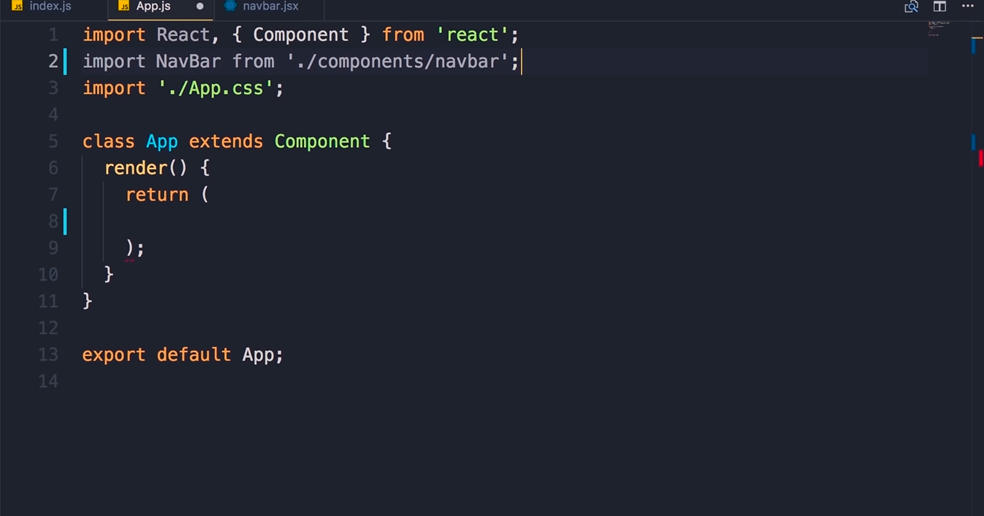 JS index.js JS App.js navbar.jsx
1 import React, { Component } from 'react';
2 import NavBar from './components/navbar';
3 import './App.css';
4
5 class App extends Component {
6 render() {
7 return (
8
9 );
10 }
11 }
12
13 export default App;
14